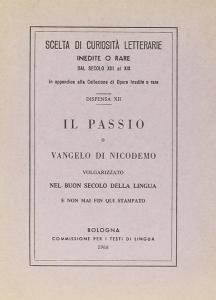 SCELTA DI CURIOSITÀ LETTERARIE
INEDITE O RARE
DAL SECOLO XIII al XIX
In appendice alla Collezione di Opere inedite o rare
DISPENSA XII
IL PASSIO
o
VANGELO DI NICODEMO
VOLGARIZZATO
NEL BUON SECOLO DELLA LINGUA
E NON MAI FIN QUI STAMPATO
BOLOGNA
COMMISSIONE PER I TESTI DI LINGUA
1968